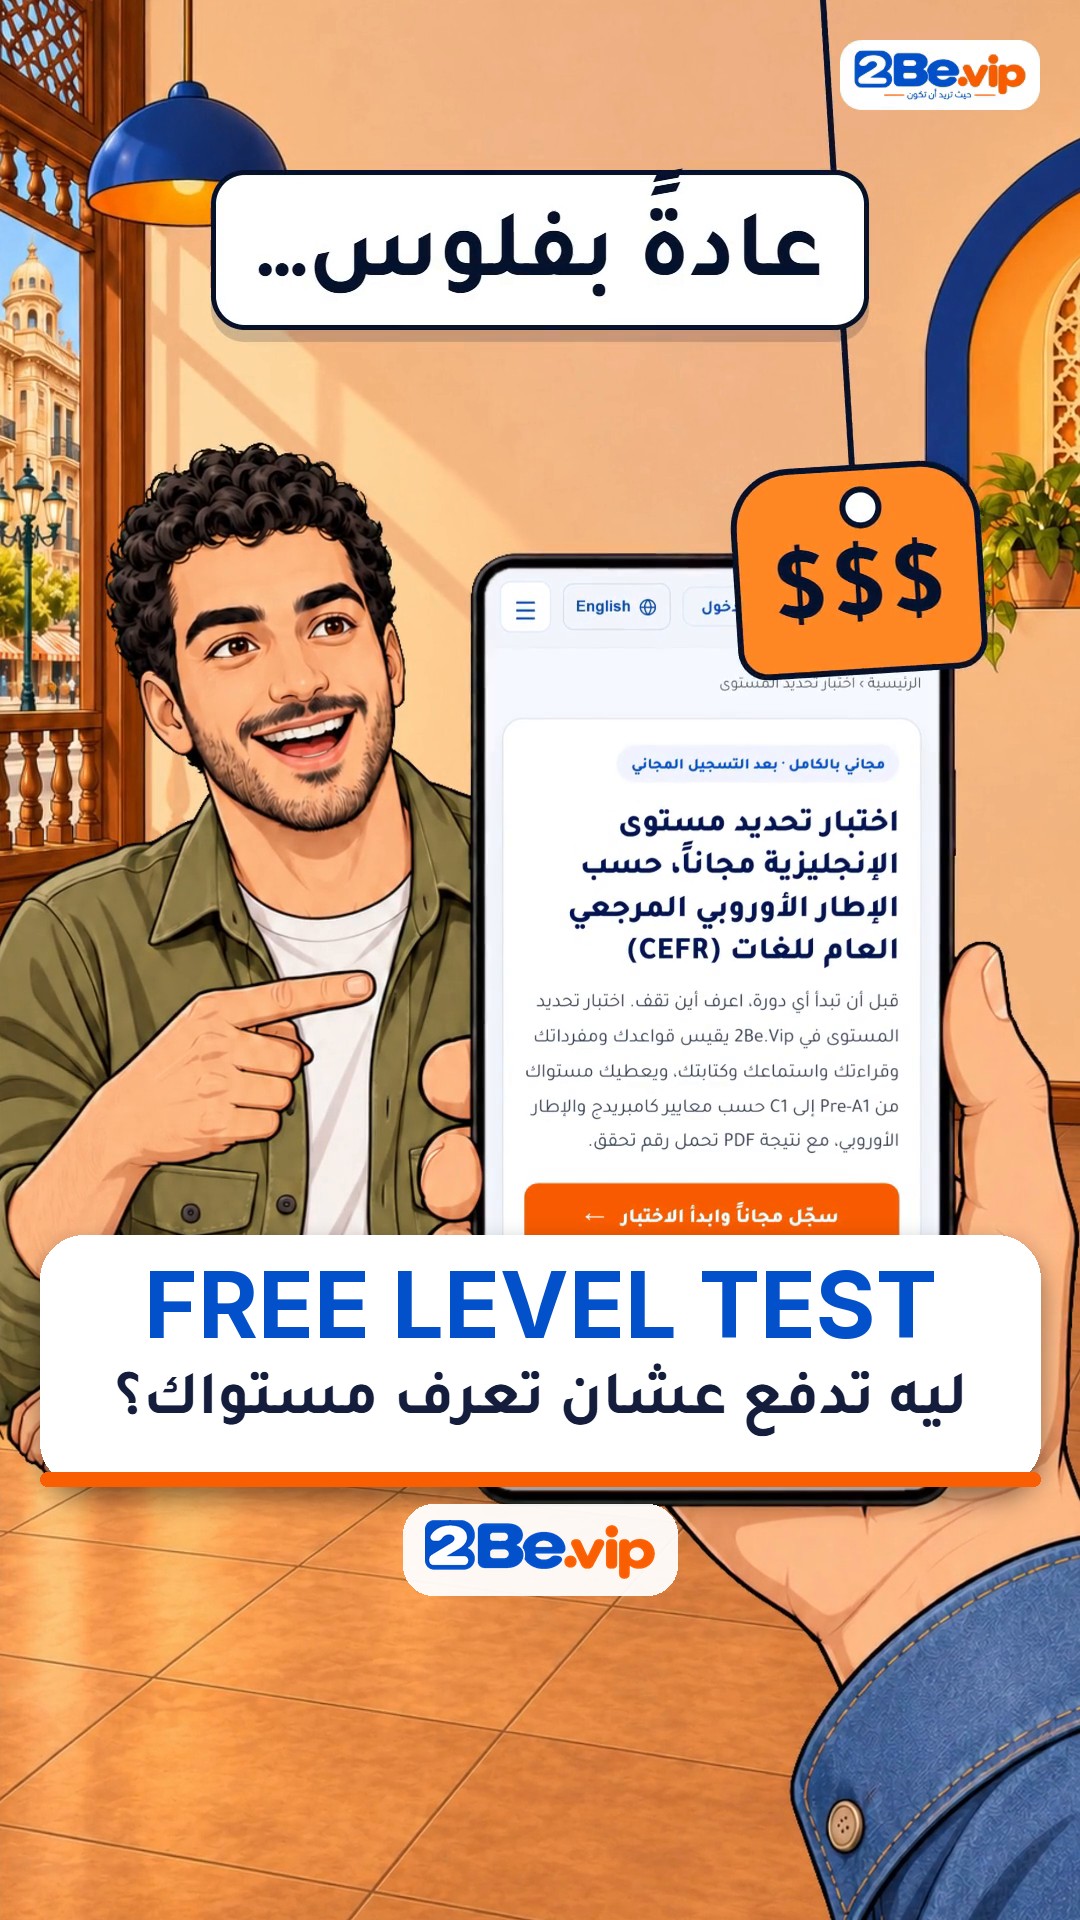 2Be.vip
حيث تريد أن تكون
عادةً بفلوس...
$$$
English
دخول
الرئيسية › اختبار تحديد المستوى
مجاني بالكامل · بعد التسجيل المجاني
اختبار تحديد مستوى
الإنجليزية مجاناً، حسب
الإطار الأوروبي المرجعي
العام للغات (CEFR)
قبل أن تبدأ أي دورة، اعرف أين تقف. اختبار تحديد
المستوى في 2Be.Vip يقيس قواعدك ومفرداتك
وقراءتك واستماعك وكتابتك، ويعطيك مستواك
من Pre-A1 إلى C1 حسب معايير كامبريدج والإطار
الأوروبي، مع نتيجة PDF تحمل رقم تحقق.
سجّل مجاناً وابدأ الاختبار ←
FREE LEVEL TEST
ليه تدفع عشان تعرف مستواك؟
2Be.vip